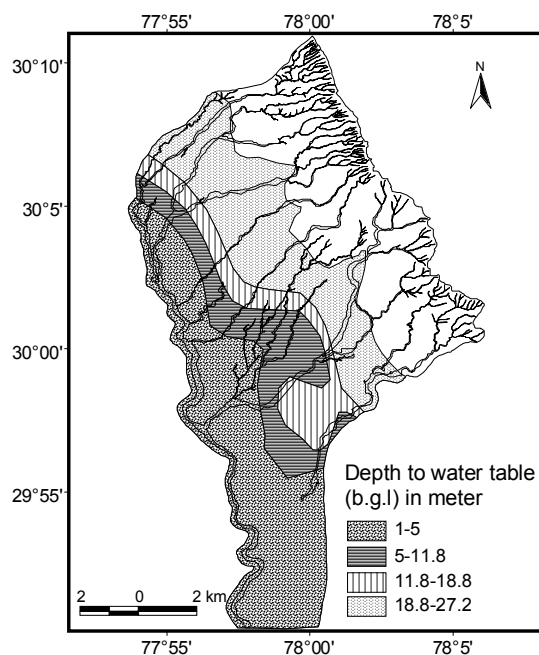 77°55' 78°00' 78°5'
30°10'
N
30°5'
30°00'
29°55'
Depth to water table
(b.g.l) in meter
1-5
5-11.8
11.8-18.8
18.8-27.2
2 0 2 km
77°55' 78°00' 78°5'